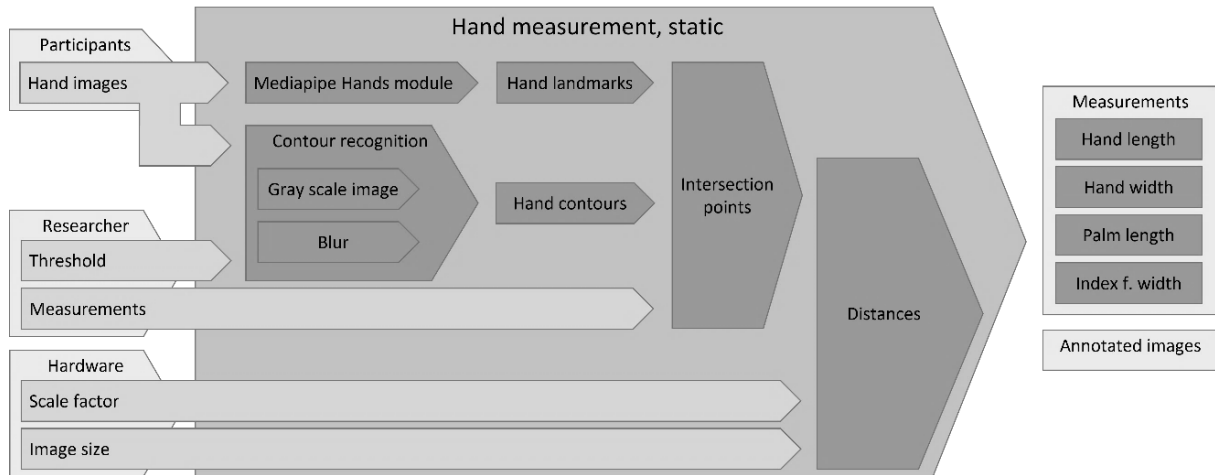 Hand measurement, static
Participants
Hand images
Mediapipe Hands module
Hand landmarks
Contour recognition
Gray scale image
Blur
Hand contours
Intersection
points
Researcher
Threshold
Measurements
Hardware
Scale factor
Image size
Distances
Measurements
Hand length
Hand width
Palm length
Index f. width
Annotated images